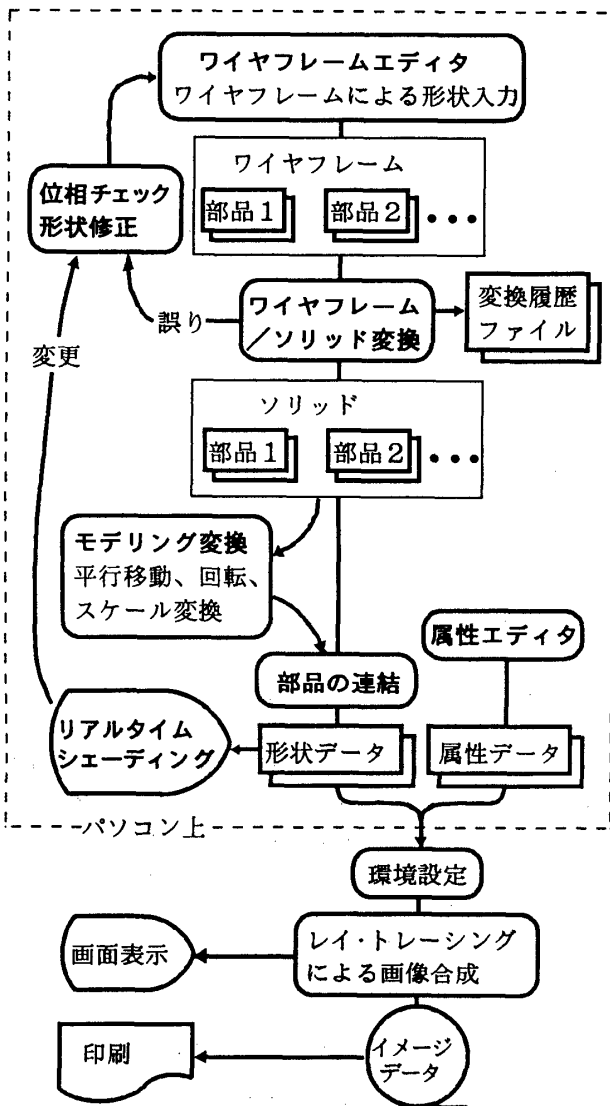 ワイヤフレームエディタ
ワイヤフレームによる形状入力
ワイヤフレーム
部品1
部品2
・・・
位相チェック
形状修正
誤り
ワイヤフレーム
／ソリッド変換
変換履歴
ファイル
変更
ソリッド
部品1
部品2
・・・
モデリング変換
平行移動、回転、
スケール変換
属性エディタ
部品の連結
リアルタイム
シェーディング
形状データ
属性データ
パソコン上
環境設定
レイ・トレーシング
による画像合成
画面表示
イメージ
データ
印刷